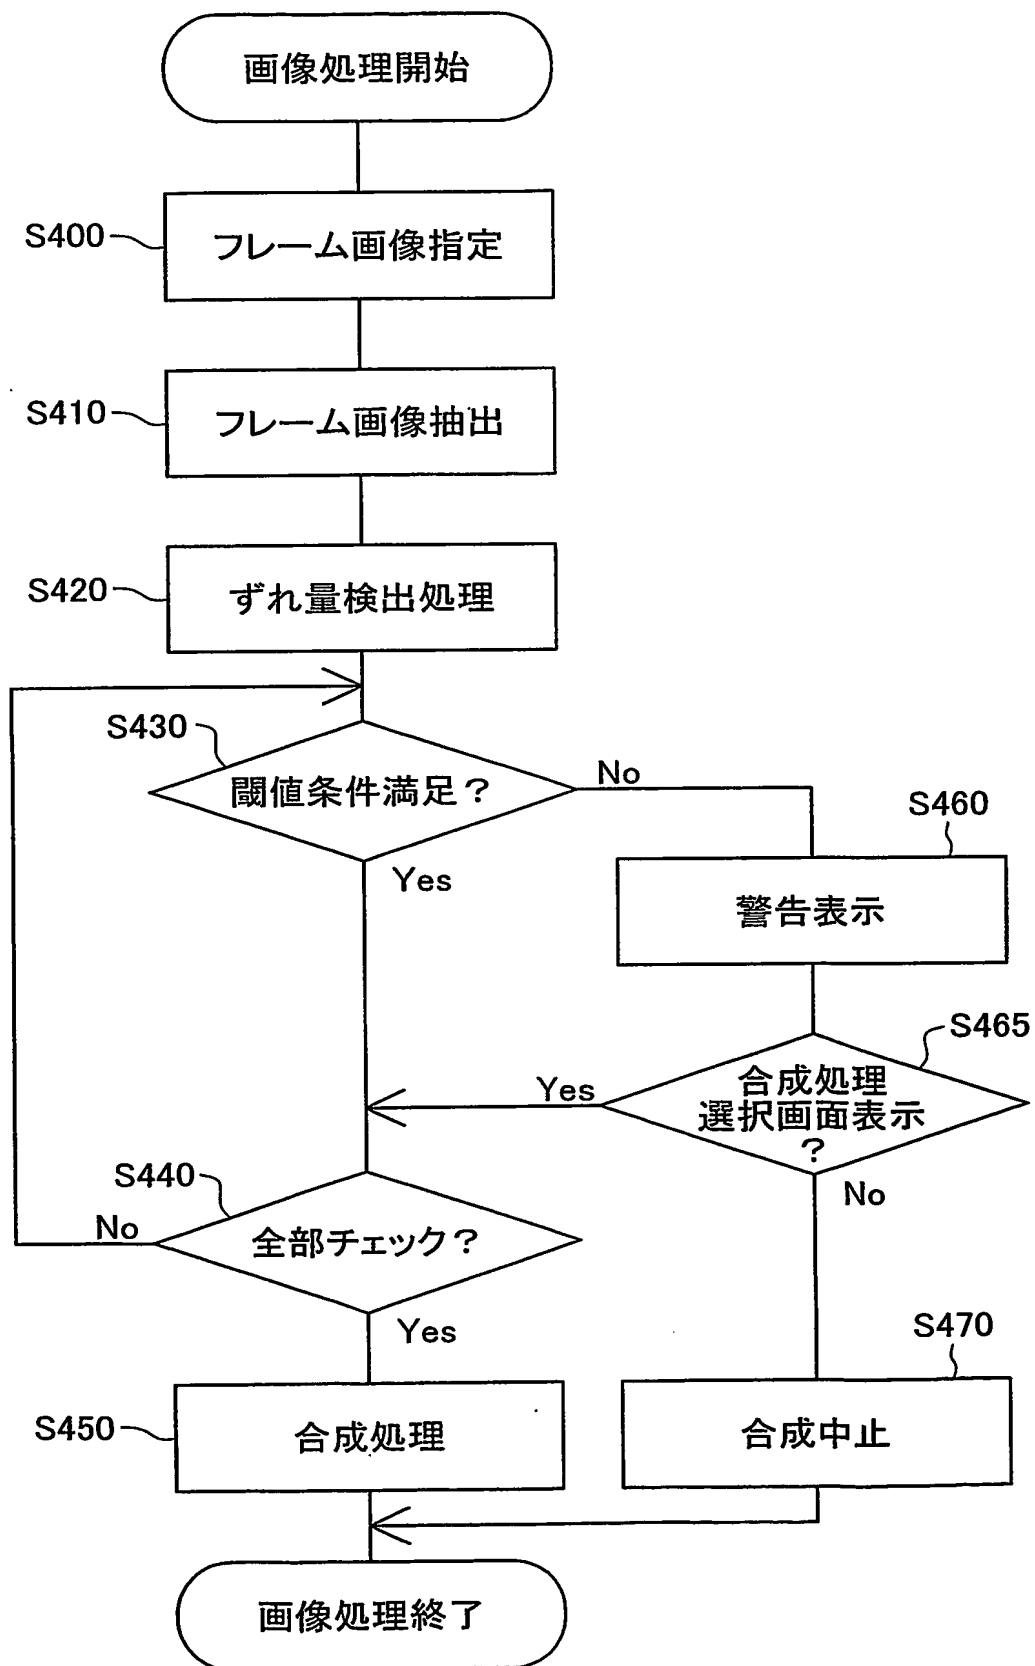 画像処理開始
S400
フレーム画像指定
S410
フレーム画像抽出
S420
ずれ量検出処理
S430
閾値条件満足？
No
Yes
S460
警告表示
S465
合成処理
選択画面表示
？
Yes
No
S440
全部チェック？
No
Yes
S450
合成処理
S470
合成中止
画像処理終了